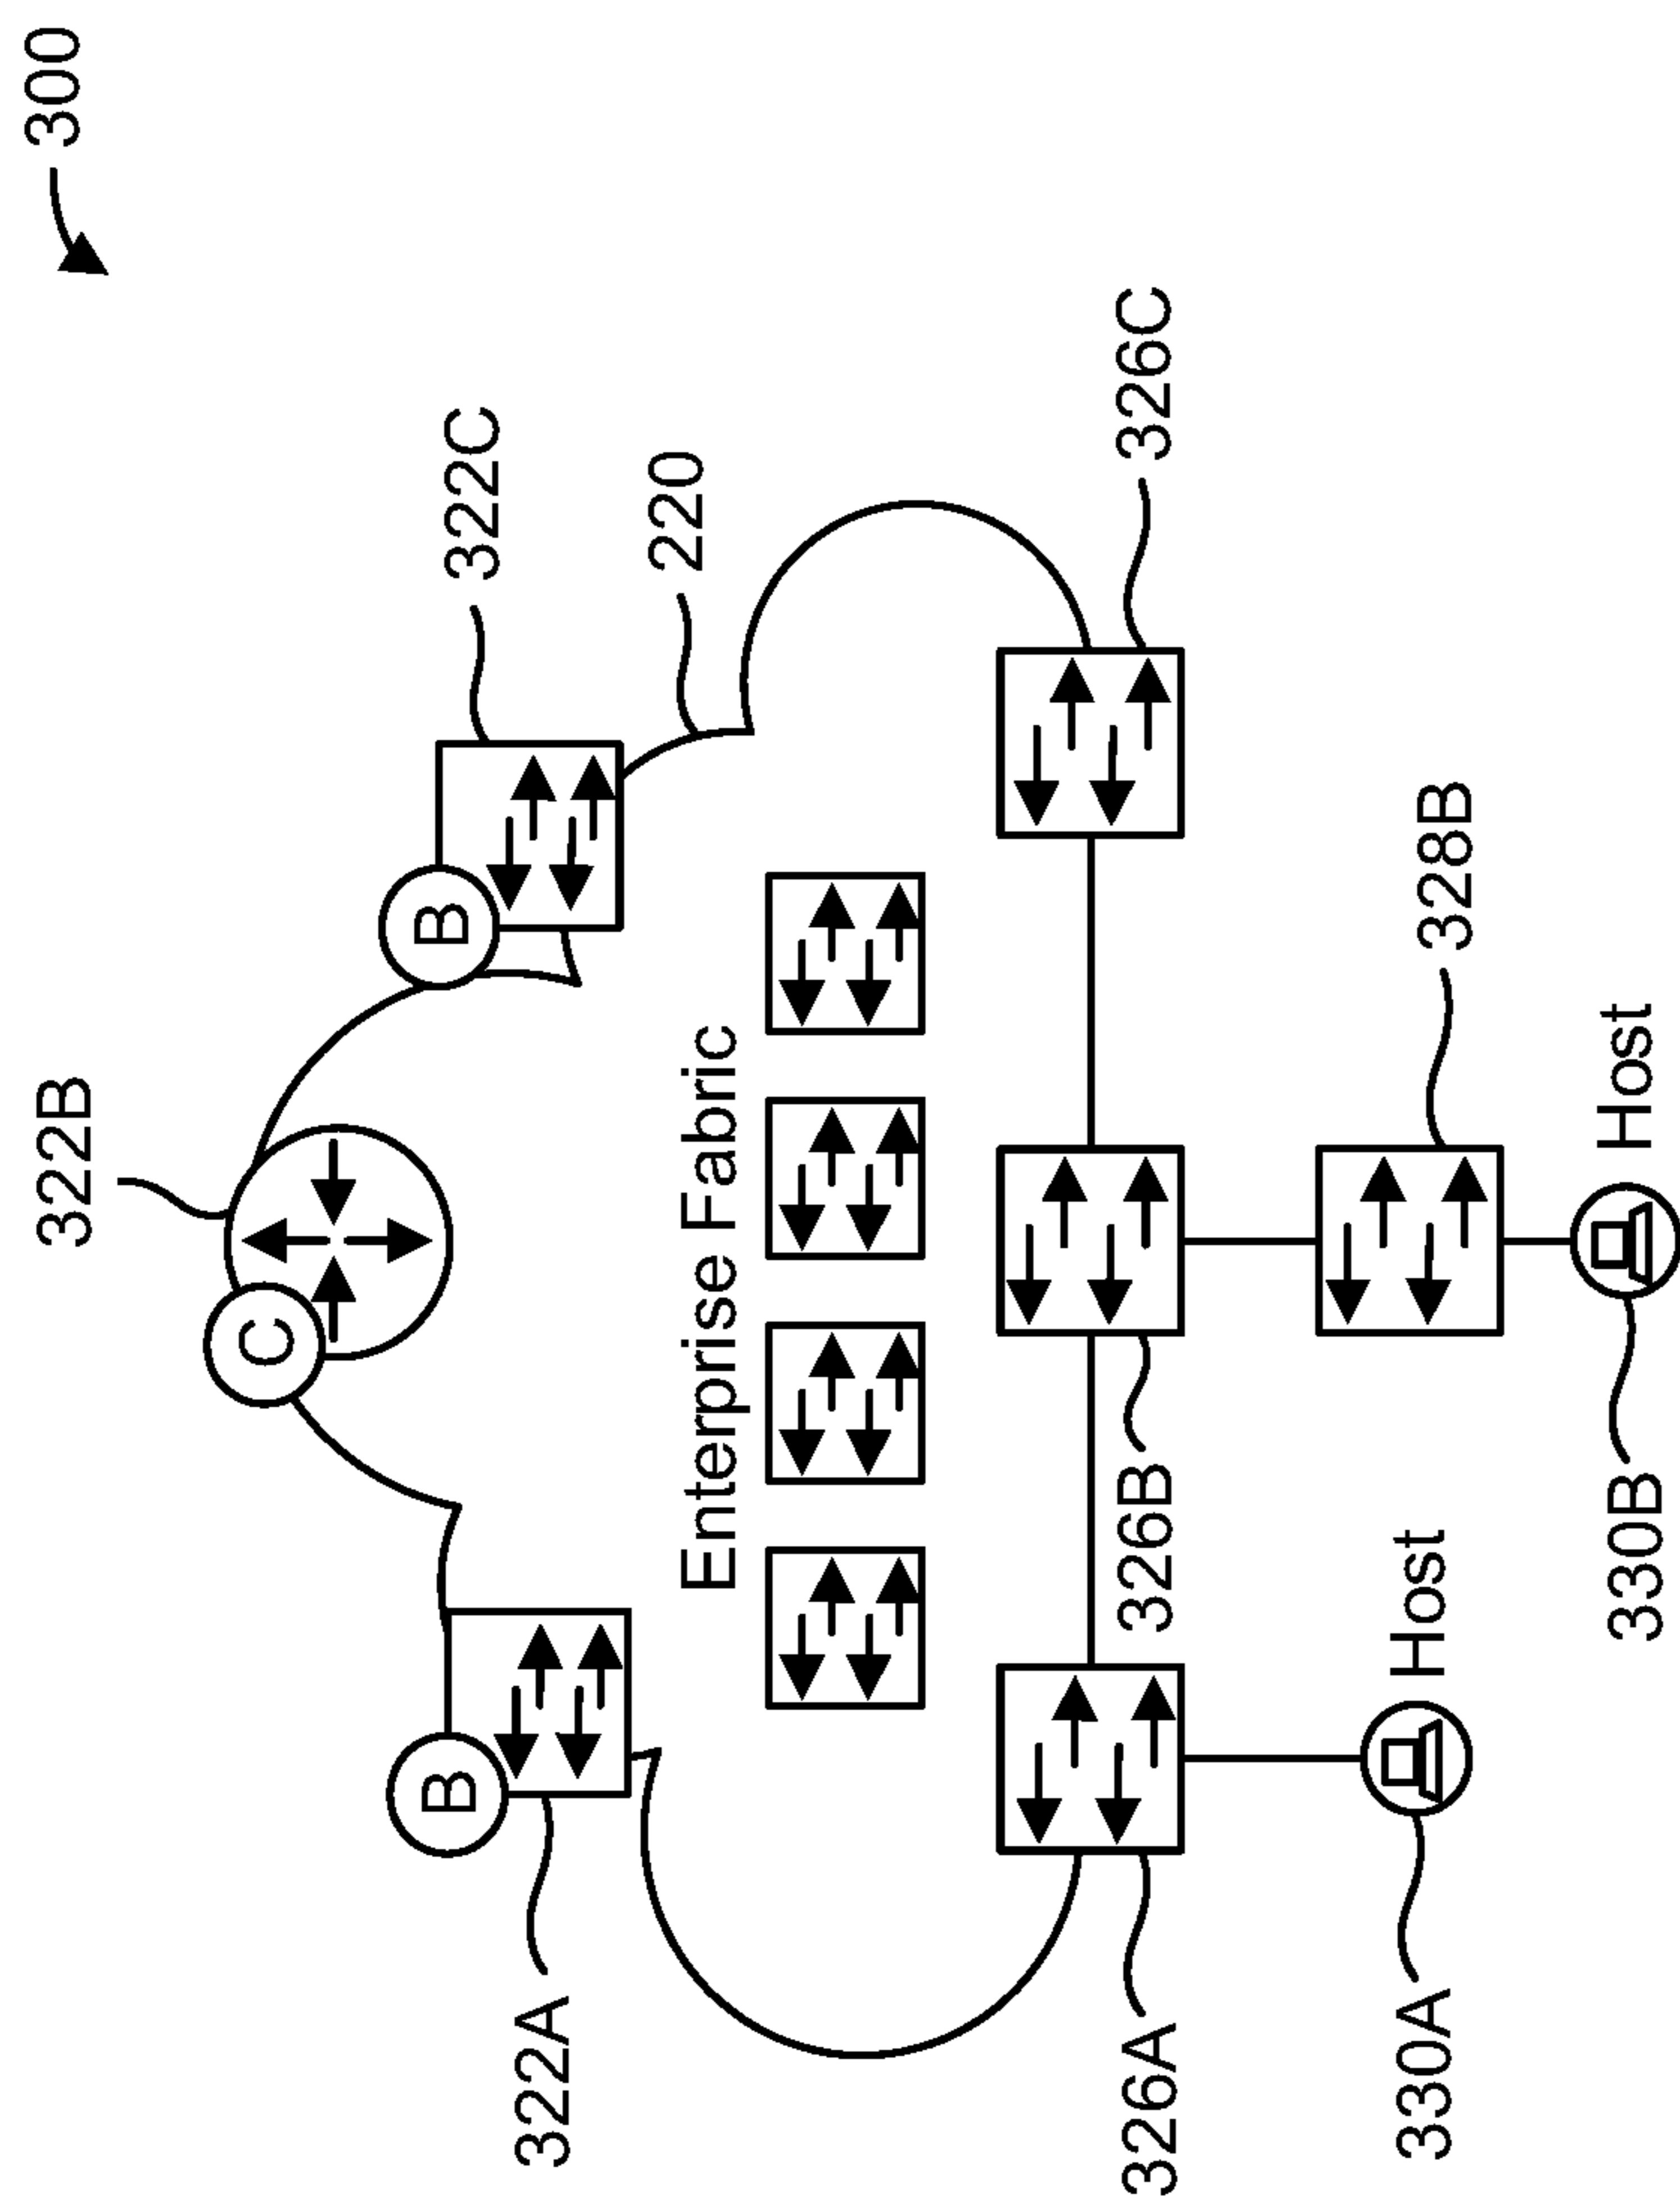 300
322B
C
B
322C
B
322A
220
Enterprise Fabric
326C
326B
326A
328B
Host
330A
Host
330B